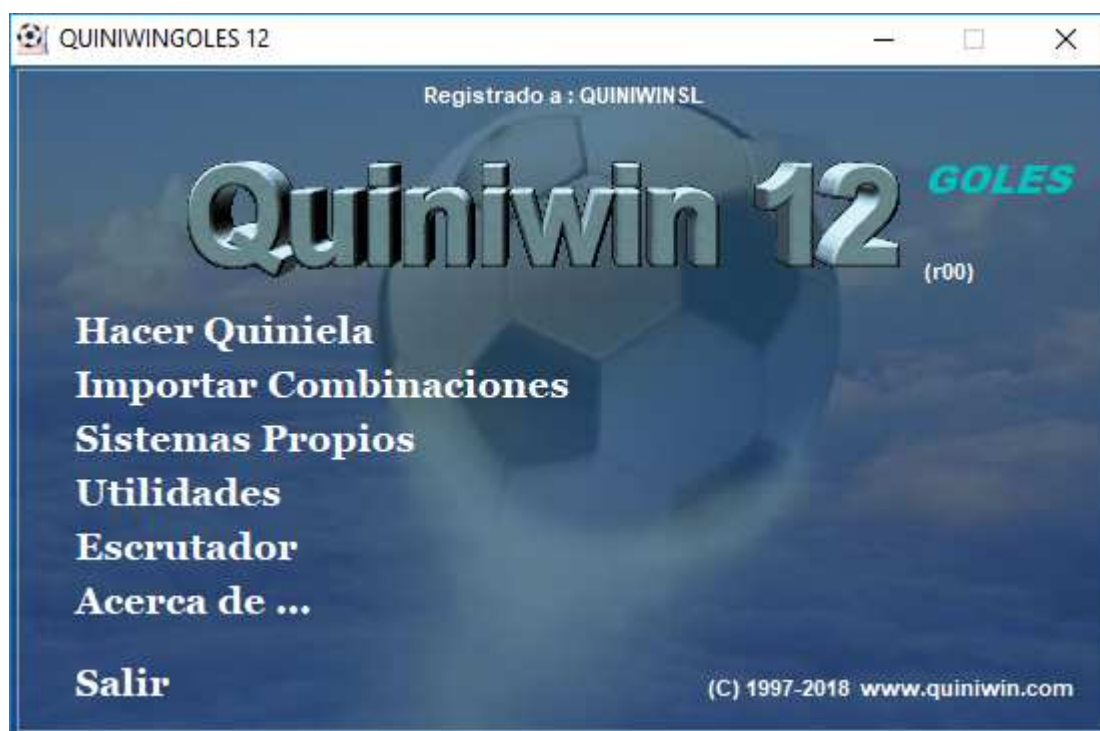 QUINIWINGOLES 12
Registrado a : QUINIWINSL
Quiniwin 12
GOLES
(r00)
Hacer Quiniela
Importar Combinaciones
Sistemas Propios
Utilidades
Escrutador
Acerca de ...
Salir
(C) 1997-2018 www.quiniwin.com